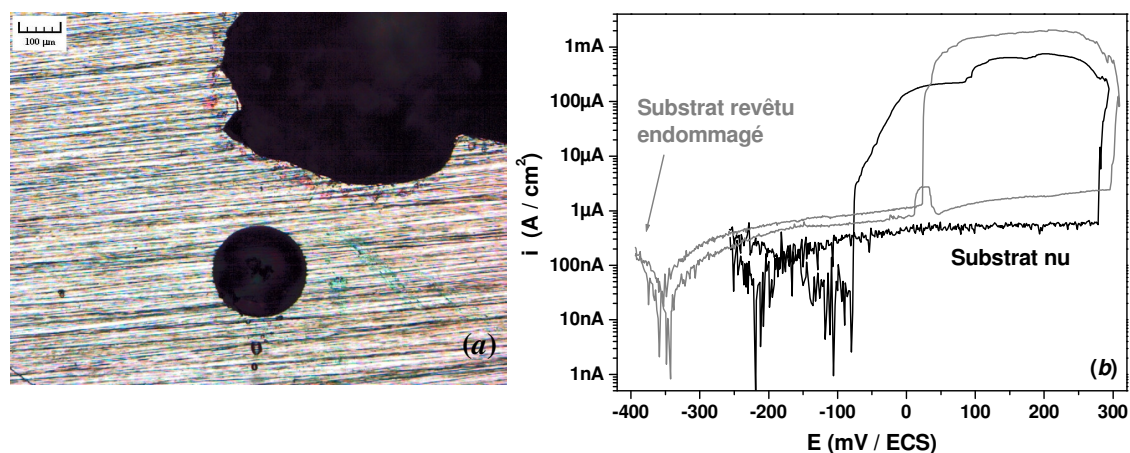 100 µm
(a)
1mA
100µA
10µA
1µA
100nA
10nA
1nA
i (A / cm²)
Substrat revêtu
endommagé
Substrat nu
(b)
-400 -300 -200 -100 0 100 200 300
E (mV / ECS)